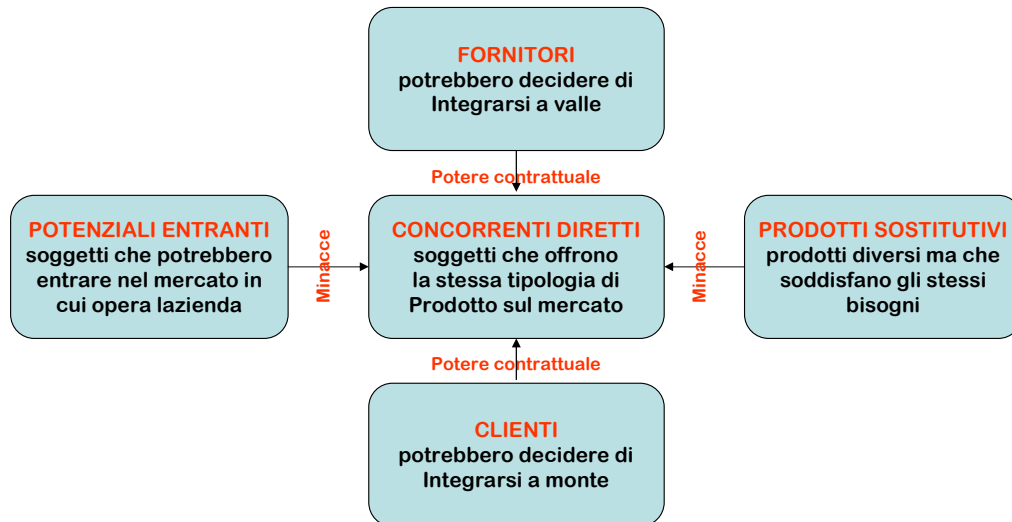 FORNITORI
potrebbero decidere di
Integrarsi a valle
Potere contrattuale
POTENZIALI ENTRANTI
soggetti che potrebbero
entrare nel mercato in
cui opera lazienda
Minacce
CONCORRENTI DIRETTI
soggetti che offrono
la stessa tipologia di
Prodotto sul mercato
Minacce
PRODOTTI SOSTITUTIVI
prodotti diversi ma che
soddisfano gli stessi
bisogni
Potere contrattuale
CLIENTI
potrebbero decidere di
Integrarsi a monte